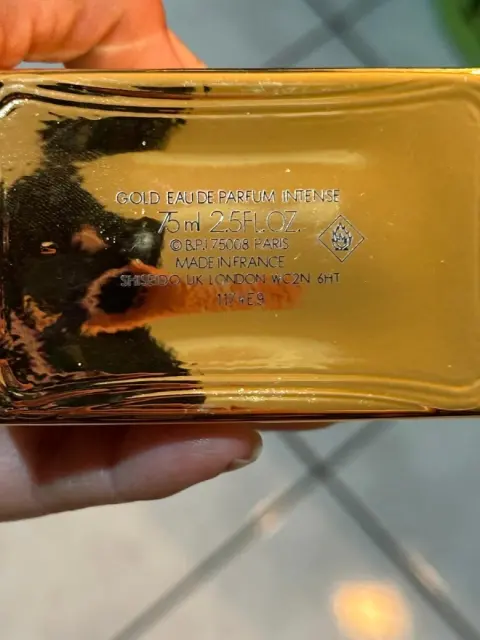 GOLD EAU DE PARFUM INTENSE
75 ml 2.5FL.OZ.
© B.P.I 75008 PARIS
MADE IN FRANCE
SHISEIDO UK LONDON WC2N 6HT